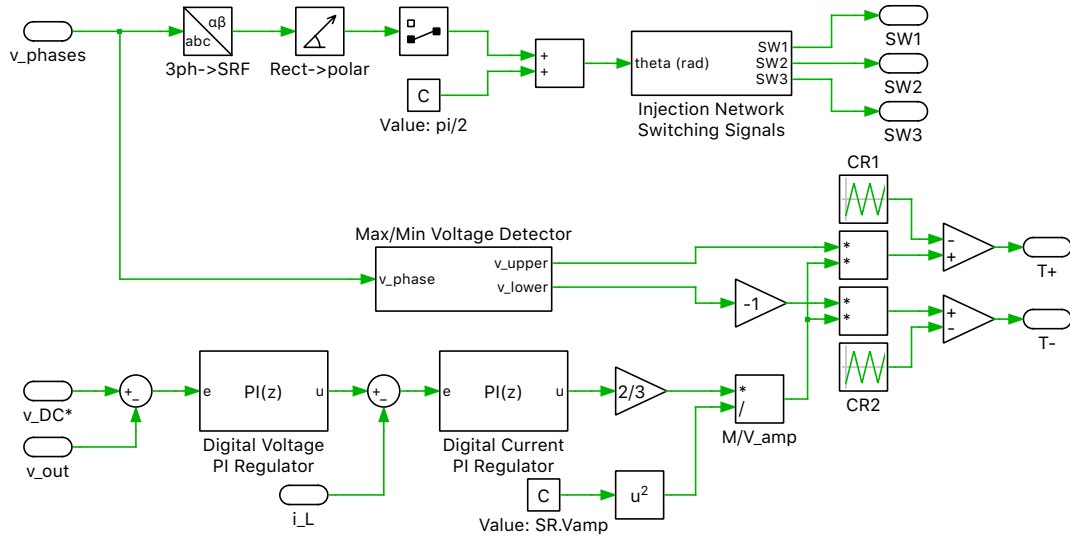 v_phases
abc
αβ
3ph->SRF
Rect->polar
C
Value: pi/2
+
+
theta (rad)
SW1
SW2
SW3
Injection Network
Switching Signals
SW1
SW2
SW3
Max/Min Voltage Detector
v_phase
v_upper
v_lower
-1
CR1
*
*
-
+
T+
*
*
+
-
T-
CR2
v_DC*
v_out
+
-
e
PI(z)
u
Digital Voltage
PI Regulator
i_L
+
-
e
PI(z)
u
Digital Current
PI Regulator
2/3
*
/
M/V_amp
C
Value: SR.Vamp
u²